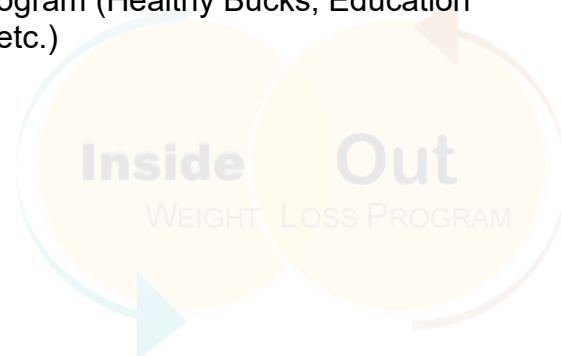 ogram (Healthy Bucks, Education
etc.)
Inside Out
WEIGHT LOSS PROGRAM